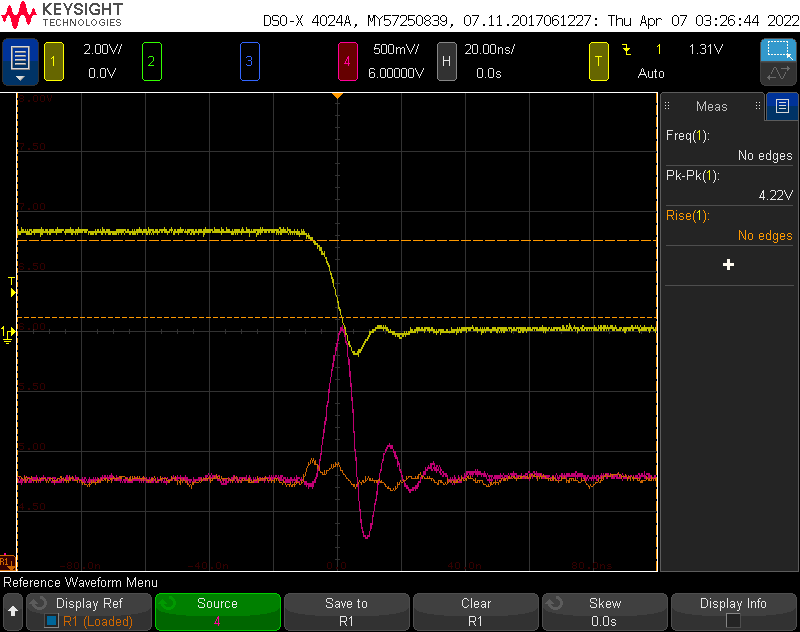 KEYSIGHT
TECHNOLOGIES
DSO-X 4024A, MY57250839, 07.11.2017061227: Thu Apr 07 03:26:44 2022
1 2.00V/ 2 3 4 500mV/ H 20.00ns/ T 1 1.31V
0.0V 6.00000V 0.0s Auto
Meas
Freq(1):
No edges
Pk-Pk(1):
4.22V
Rise(1):
No edges
+
T
1
R1
Reference Waveform Menu
Display Ref Source Save to Clear Skew Display Info
R1 (Loaded) 4 R1 R1 0.0s